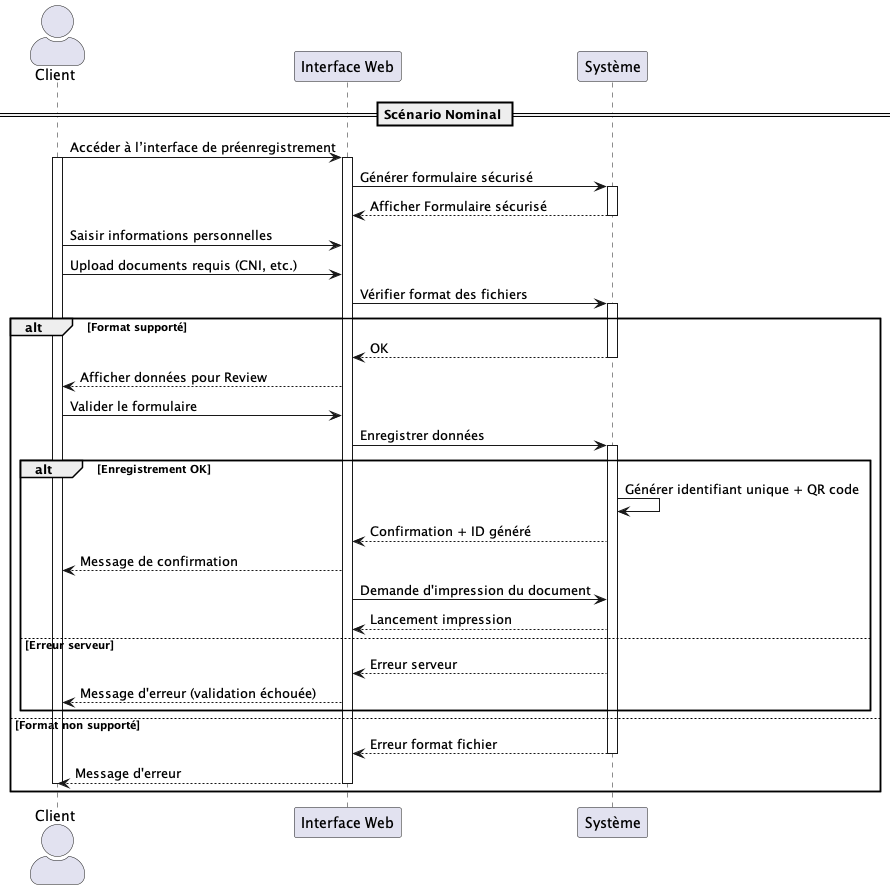 Client
Interface Web
Système
Scénario Nominal
Accéder à l’interface de préenregistrement
Générer formulaire sécurisé
Afficher Formulaire sécurisé
Saisir informations personnelles
Upload documents requis (CNI, etc.)
Vérifier format des fichiers
alt [Format supporté]
OK
Afficher données pour Review
Valider le formulaire
Enregistrer données
alt [Enregistrement OK]
Générer identifiant unique + QR code
Confirmation + ID généré
Message de confirmation
Demande d'impression du document
Lancement impression
[Erreur serveur]
Erreur serveur
Message d'erreur (validation échouée)
[Format non supporté]
Erreur format fichier
Message d'erreur
Client
Interface Web
Système